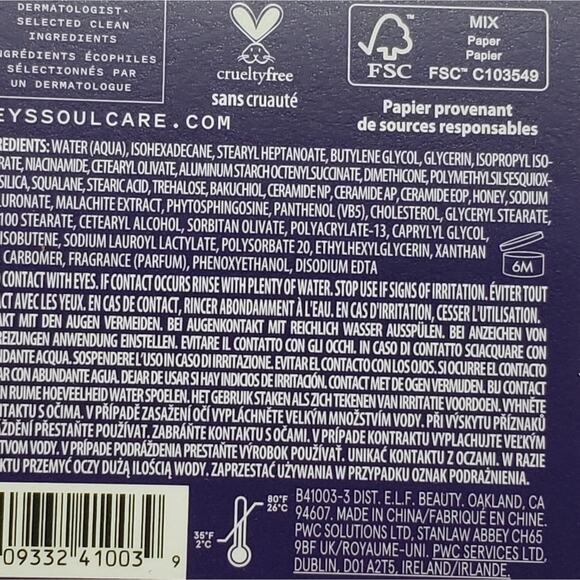 DERMATOLOGIST-
SELECTED CLEAN
INGREDIENTS
INGRÉDIENTS ÉCOPHILES
SÉLECTIONNÉS PAR
UN DERMATOLOGUE
crueltyfree
sans cruauté
FSC
MIX
Paper
Papier
FSC™ C103549
Papier provenant
de sources responsables
EYSSOULCARE.COM
REDIENTS: WATER (AQUA), ISOHEXADECANE, STEARYL HEPTANOATE, BUTYLENE GLYCOL, GLYCERIN, ISOPROPYL ISO-
RATE, NIACINAMIDE, CETEARYL OLIVATE, ALUMINUM STARCH OCTENYLSUCCINATE, DIMETHICONE, POLYMETHYLSILSESQUIOX-
SILICA, SQUALANE, STEARIC ACID, TREHALOSE, BAKUCHIOL, CERAMIDE NP, CERAMIDE AP, CERAMIDE EOP, HONEY, SODIUM
LURONATE, MALACHITE EXTRACT, PHYTOSPHINGOSINE, PANTHENOL (VB5), CHOLESTEROL, GLYCERYL STEARATE,
100 STEARATE, CETEARYL ALCOHOL, SORBITAN OLIVATE, POLYACRYLATE-13, CAPRYLYL GLYCOL,
ISOBUTENE, SODIUM LAUROYL LACTYLATE, POLYSORBATE 20, ETHYLHEXYLGLYCERIN, XANTHAN
, CARBOMER, FRAGRANCE (PARFUM), PHENOXYETHANOL, DISODIUM EDTA
6M
D CONTACT WITH EYES. IF CONTACT OCCURS RINSE WITH PLENTY OF WATER. STOP USE IF SIGNS OF IRRITATION. ÉVITER TOUT
ACT AVEC LES YEUX. EN CAS DE CONTACT, RINCER ABONDAMMENT À L'EAU. EN CAS D'IRRITATION, CESSER L'UTILISATION.
AKT MIT DEN AUGEN VERMEIDEN. BEI AUGENKONTAKT MIT REICHLICH WASSER AUSSPÜLEN. BEI ANZEICHEN VON
REIZUNGEN ANWENDUNG EINSTELLEN. EVITARE IL CONTATTO CON GLI OCCHI. IN CASO DI CONTATTO SCIACQUARE CON
NDANTE ACQUA. SOSPENDERE L'USO IN CASO DI IRRITAZIONE. EVITAR EL CONTACTO CON LOS OJOS. SI OCURRE EL CONTACTO
AR CON ABUNDANTE AGUA. DEJAR DE USAR SI HAY INDICIOS DE IRRITACIÓN. CONTACT MET DE OGEN VERMIJDEN. BIJ CONTACT
EN RUIME HOEVEELHEID WATER SPOELEN. HET GEBRUIK STAKEN ALS ZICH TEKENEN VAN IRRITATIE VOORDOEN. VYHNĚTE
NTAKTU S OČIMA. V PŘÍPADĚ ZASAŽENÍ OČÍ VYPLÁCHNĚTE VELKÝM MNOŽSTVÍM VODY. PŘI VÝSKYTU PŘÍZNAKŮ
ÁŽDĚNÍ PŘESTAŇTE POUŽÍVAT. ZABRÁŇTE KONTAKTU S OČAMI. V PRÍPADE KONTAKTU VYPLACHUJTE VEĽKÝM
STVOM VODY. V PRÍPADE PODRÁŽDENIA PRESTAŇTE VÝROBOK POUŽÍVAŤ. UNIKAĆ KONTAKTU Z OCZAMI. W RAZIE
AKTU PRZEMYĆ OCZY DUŻĄ ILOŚCIĄ WODY. ZAPRZESTAĆ UŻYWANIA W PRZYPADKU OZNAK PODRAŻNIENIA.
09332 41003 9
80°F
26°C
35°F
2°C
B41003-3 DIST. E.L.F. BEAUTY. OAKLAND, CA
94607. MADE IN CHINA/FABRIQUÉ EN CHINE.
PWC SOLUTIONS LTD, STANLAW ABBEY CH65
9BF UK/ROYAUME-UNI. PWC SERVICES LTD,
DUBLIN, D01 A2T5, IRELAND/IRLANDE.